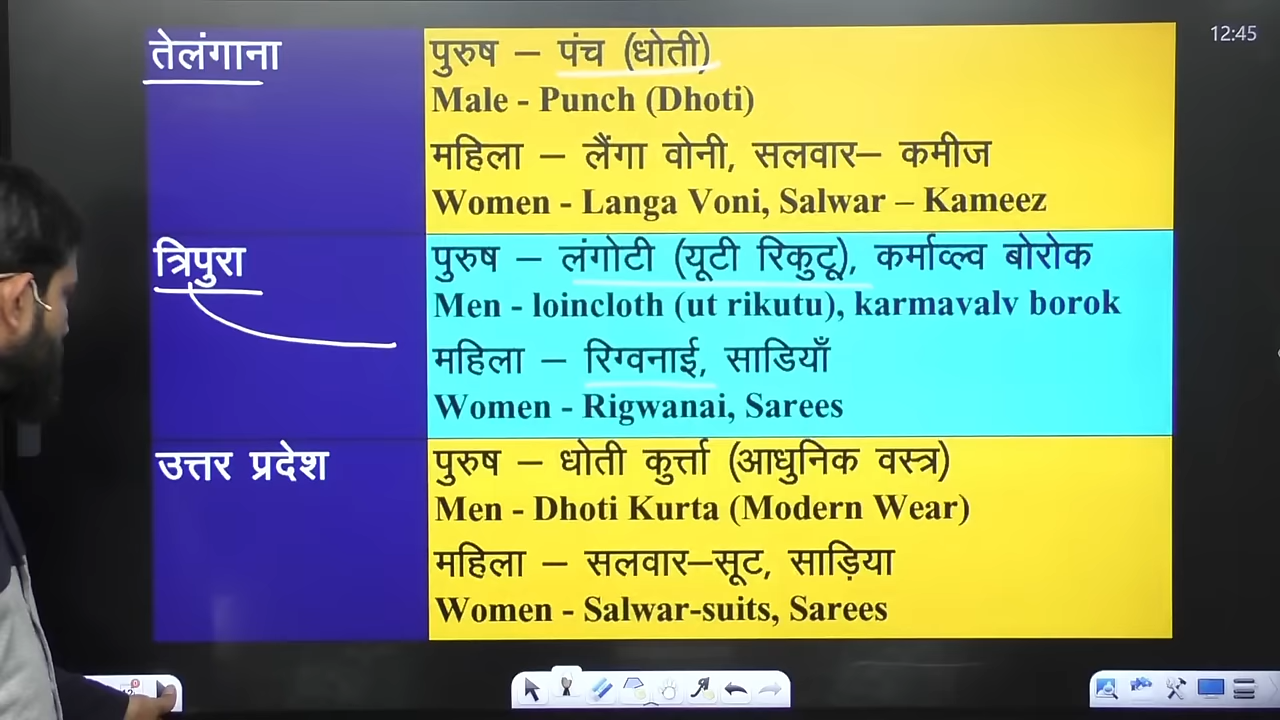 12:45
तेलंगाना
पुरुष – पंच (धोती)
Male - Punch (Dhoti)
महिला – लैंगा वोनी, सलवार– कमीज
Women - Langa Voni, Salwar – Kameez
त्रिपुरा
पुरुष – लंगोटी (यूटी रिकुटू), कर्माव्ल्व बोरोक
Men - loincloth (ut rikutu), karmavalv borok
महिला – रिग्वनाई, साडियाँ
Women - Rigwanai, Sarees
उत्तर प्रदेश
पुरुष – धोती कुर्त्ता (आधुनिक वस्त्र)
Men - Dhoti Kurta (Modern Wear)
महिला – सलवार–सूट, साड़िया
Women - Salwar-suits, Sarees